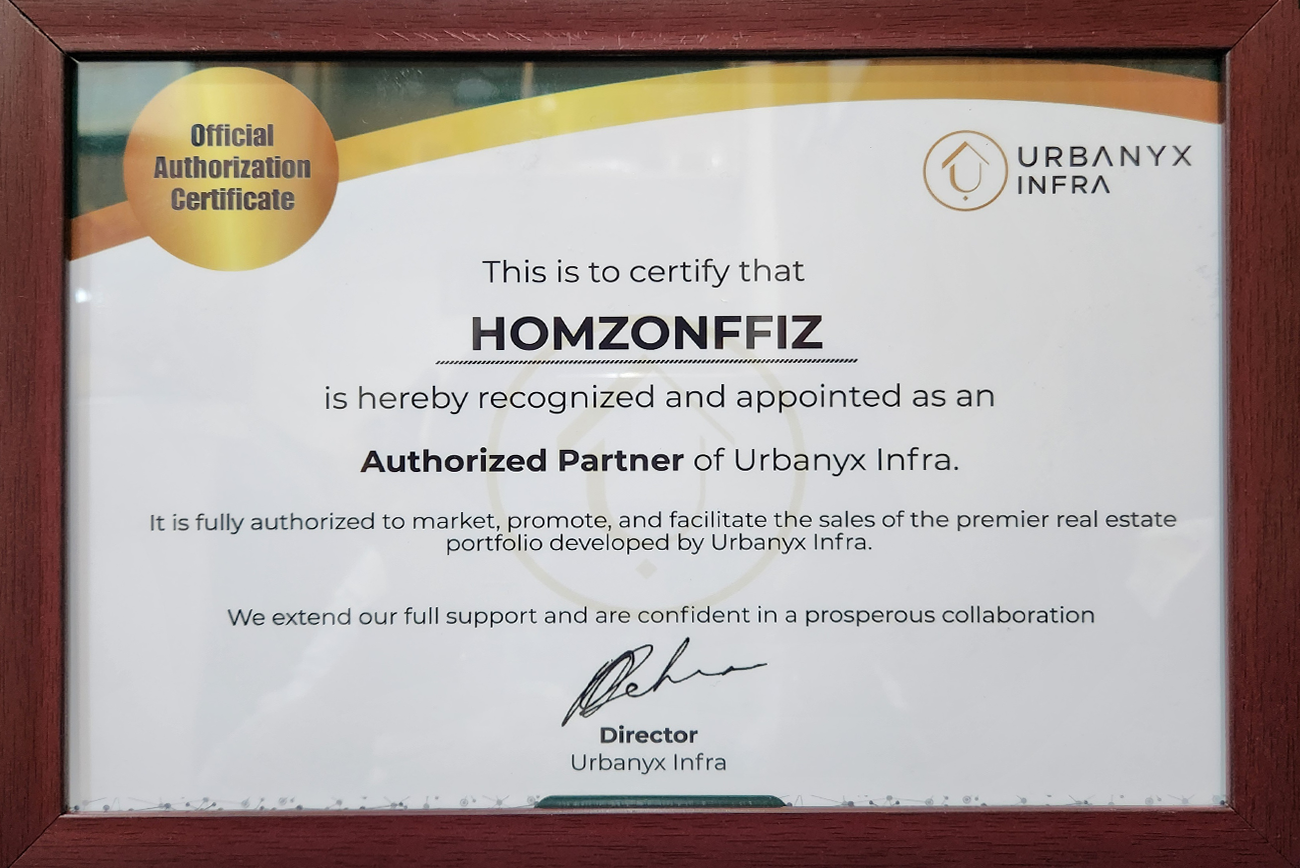 Official
Authorization
Certificate
URBANYX
INFRA
This is to certify that
HOMZONFFIZ
is hereby recognized and appointed as an
Authorized Partner of Urbanyx Infra.
It is fully authorized to market, promote, and facilitate the sales of the premier real estate
portfolio developed by Urbanyx Infra.
We extend our full support and are confident in a prosperous collaboration
Director
Urbanyx Infra